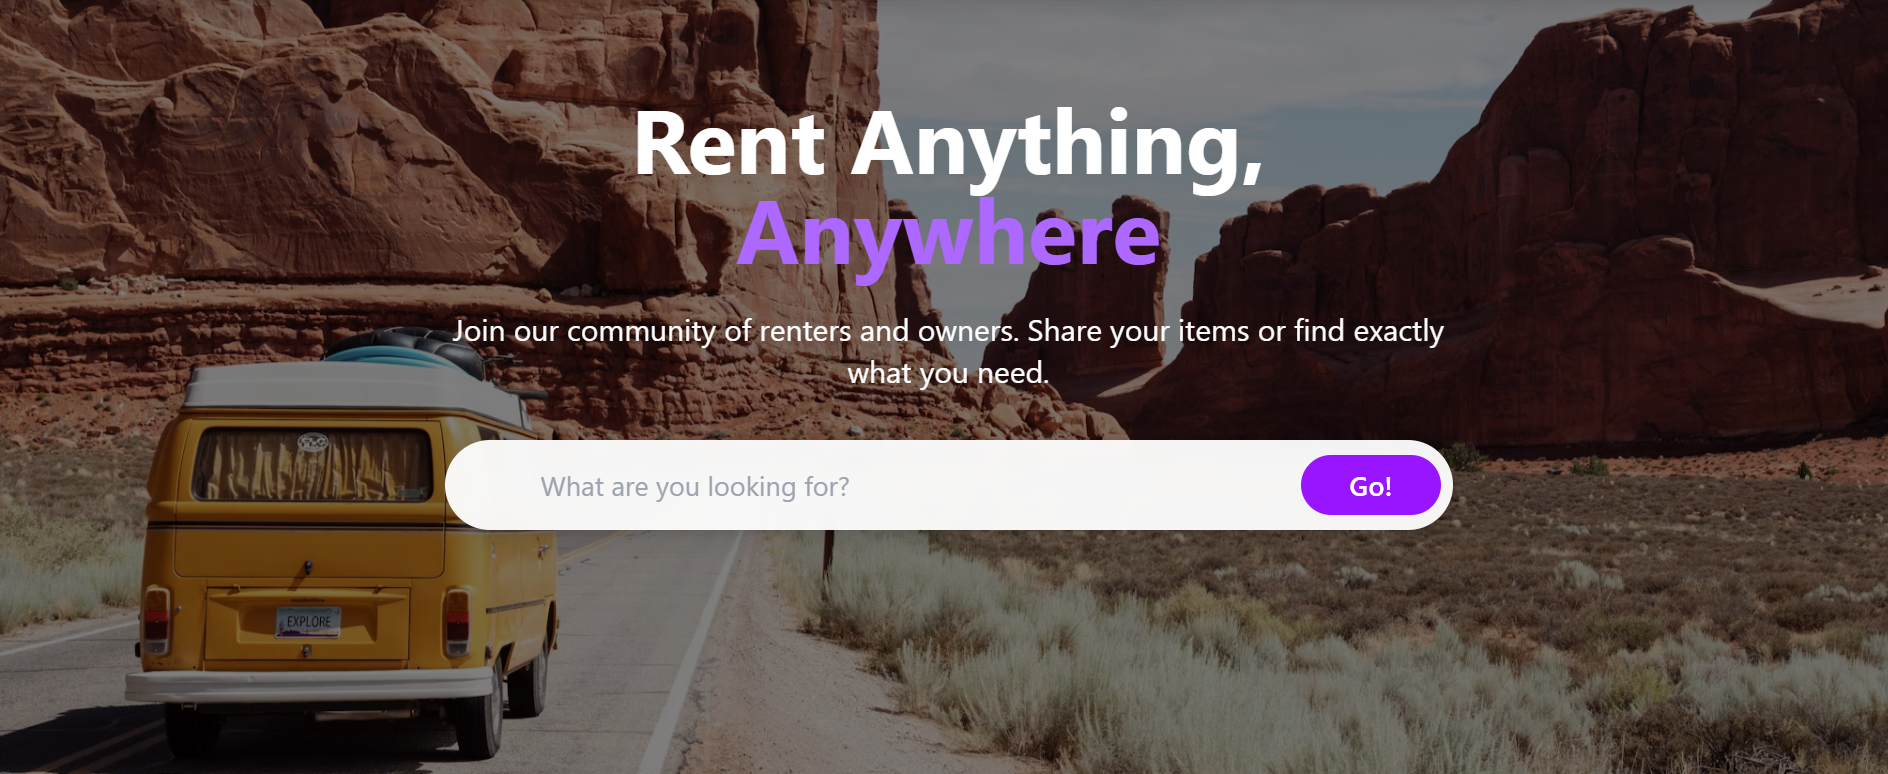 Rent Anything,
Anywhere
Join our community of renters and owners. Share your items or find exactly
what you need.
What are you looking for?
Go!
EXPLORE